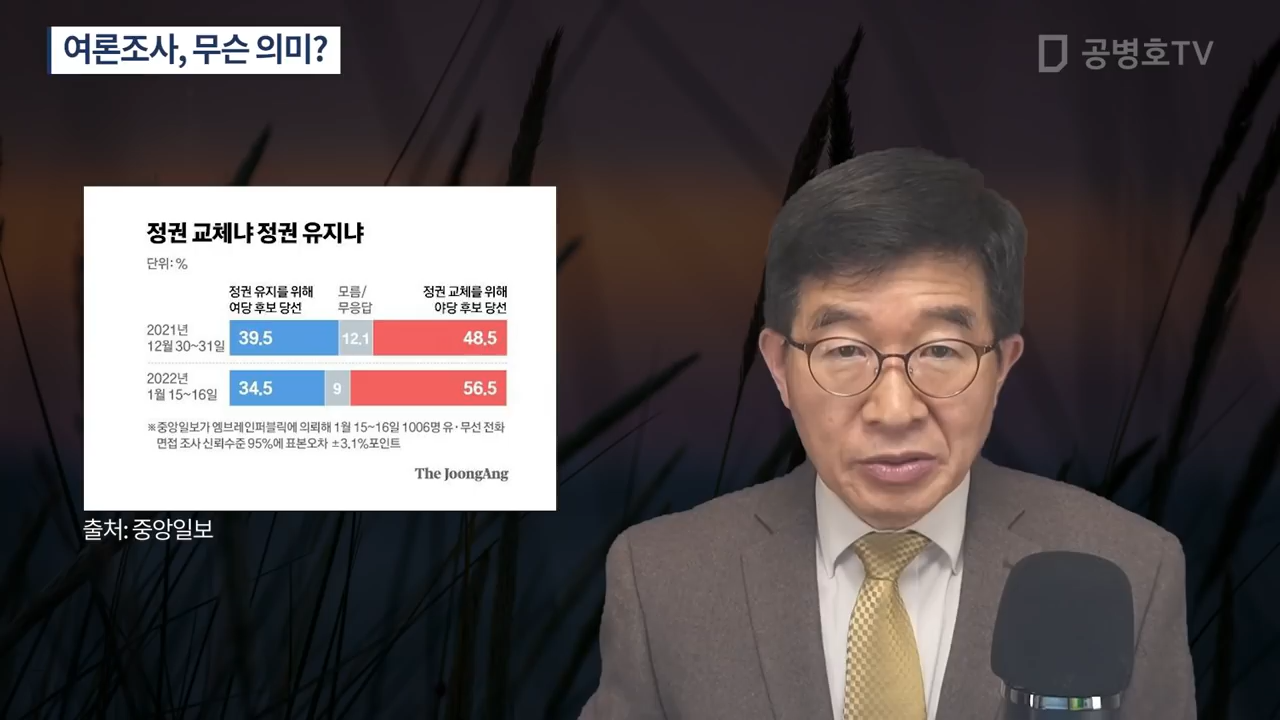 여론조사, 무슨 의미?
공병호TV
정권 교체냐 정권 유지냐
단위: %
정권 유지를 위해
여당 후보 당선
모름/
무응답
정권 교체를 위해
야당 후보 당선
2021년
12월 30~31일
39.5
12.1
48.5
2022년
1월 15~16일
34.5
9
56.5
※중앙일보가 엠브레인퍼블릭에 의뢰해 1월 15~16일 1006명 유·무선 전화
면접 조사 신뢰수준 95%에 표본오차 ±3.1%포인트
The JoongAng
출처: 중앙일보